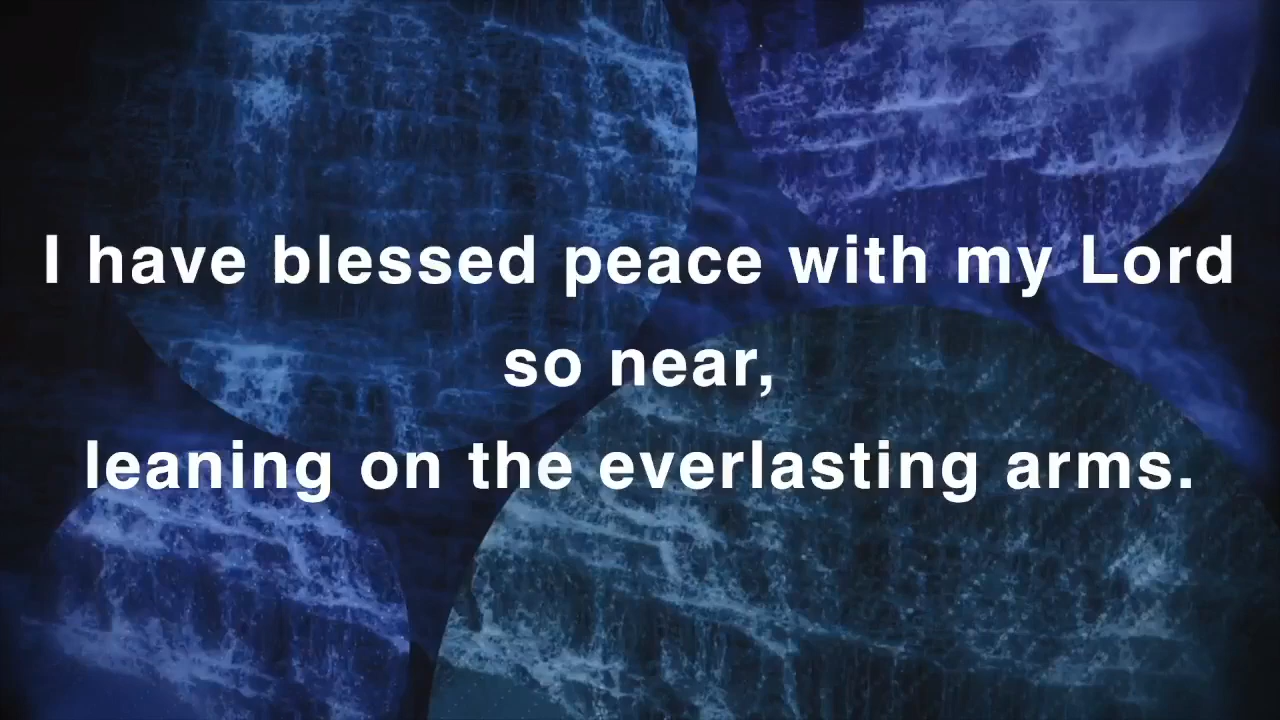 I have blessed peace with my Lord
so near,
leaning on the everlasting arms.